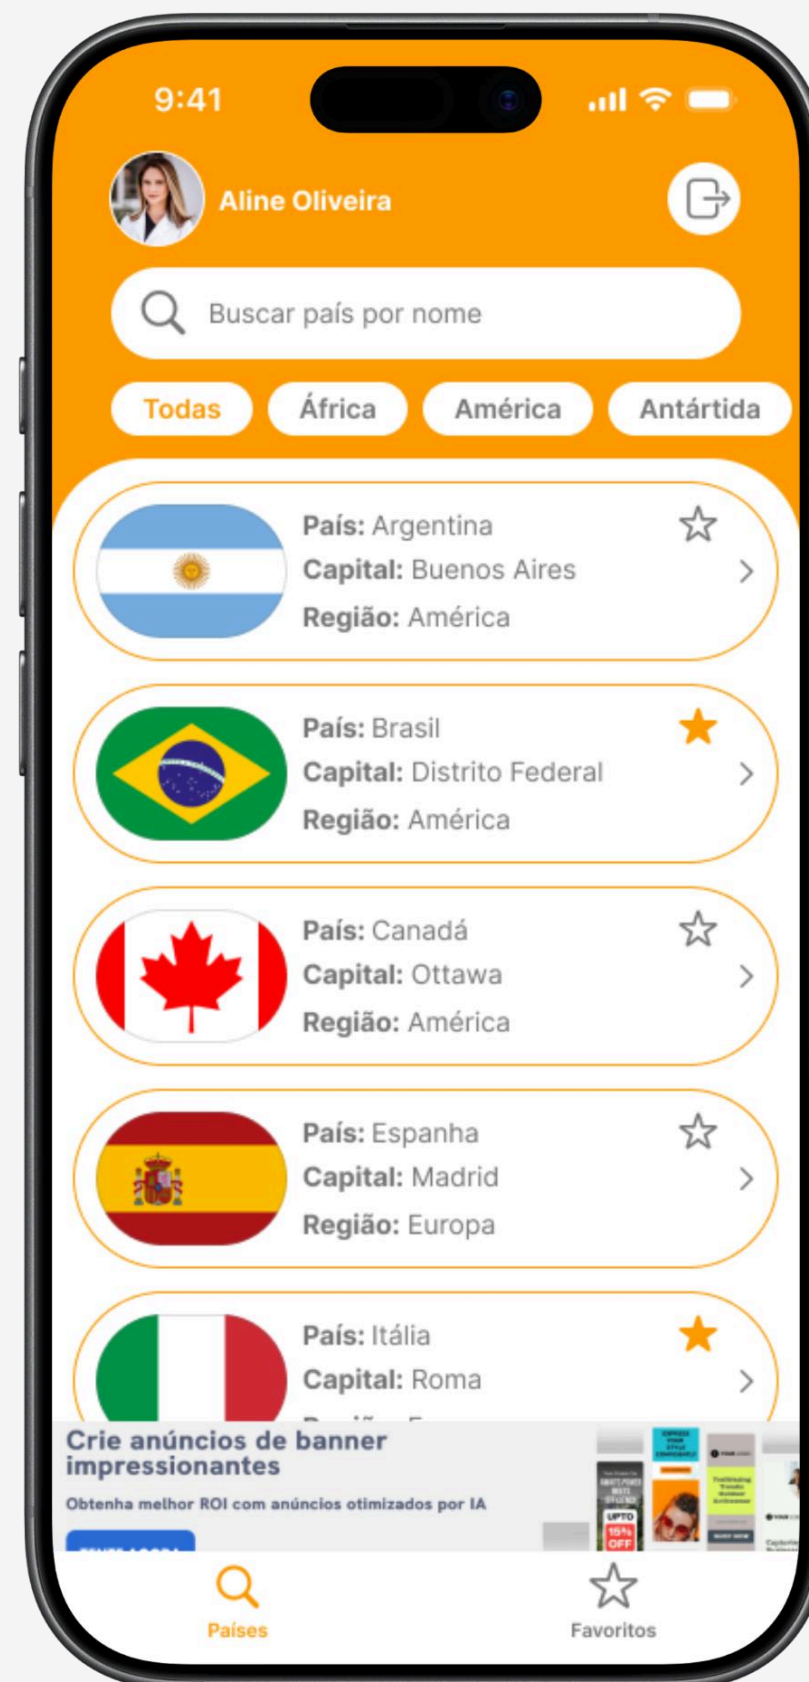 9:41
Aline Oliveira
Buscar país por nome
Todas
África
América
Antártida
País: Argentina
Capital: Buenos Aires
Região: América
País: Brasil
Capital: Distrito Federal
Região: América
País: Canadá
Capital: Ottawa
Região: América
País: Espanha
Capital: Madrid
Região: Europa
País: Itália
Capital: Roma
Crie anúncios de banner
impressionantes
Obtenha melhor ROI com anúncios otimizados por IA
UPTO
15%
OFF
Países
Favoritos